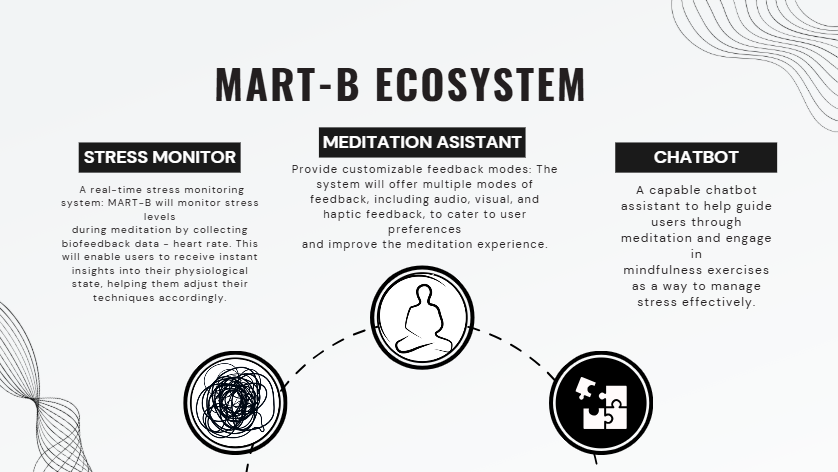 MART-B ECOSYSTEM
STRESS MONITOR
A real-time stress monitoring
system: MART-B will monitor stress
levels
during meditation by collecting
biofeedback data - heart rate. This
will enable users to receive instant
insights into their physiological
state, helping them adjust their
techniques accordingly.
MEDITATION ASISTANT
Provide customizable feedback modes: The
system will offer multiple modes of
feedback, including audio, visual, and
haptic feedback, to cater to user
preferences
and improve the meditation experience.
CHATBOT
A capable chatbot
assistant to help guide
users through
meditation and engage
in
mindfulness exercises
as a way to manage
stress effectively.